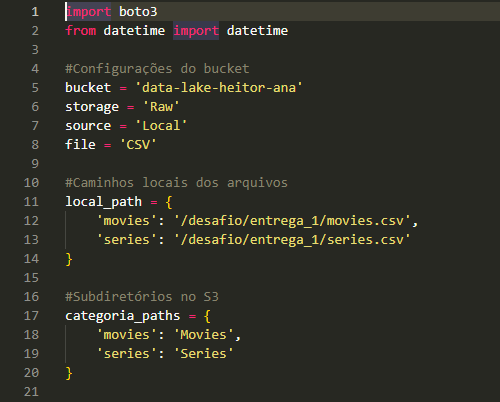 1 import boto3
2 from datetime import datetime
3
4 #Configurações do bucket
5 bucket = 'data-lake-heitor-ana'
6 storage = 'Raw'
7 source = 'Local'
8 file = 'CSV'
9
10 #Caminhos locais dos arquivos
11 local_path = {
12     'movies': '/desafio/entrega_1/movies.csv',
13     'series': '/desafio/entrega_1/series.csv'
14 }
15
16 #Subdiretórios no S3
17 categoria_paths = {
18     'movies': 'Movies',
19     'series': 'Series'
20 }
21